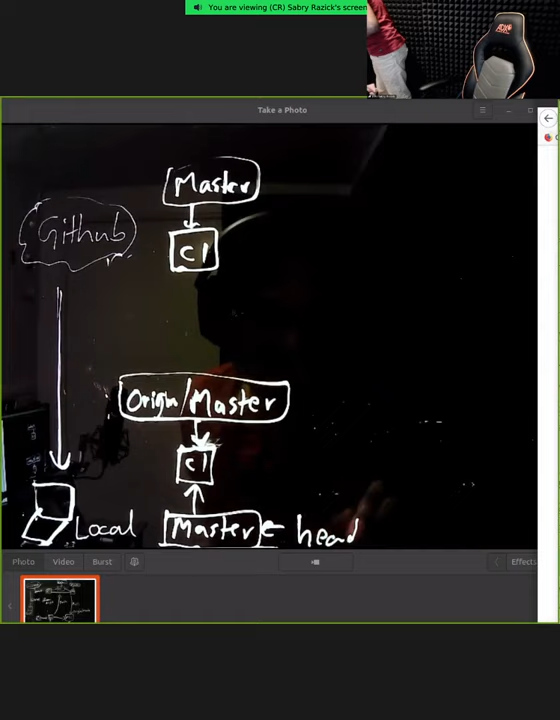 You are viewing (CR) Sabry Razick's screen
Take a Photo
Master
Github
C1
Origin/Master
C1
Local
Master
head
Photo
Video
Burst
Effects